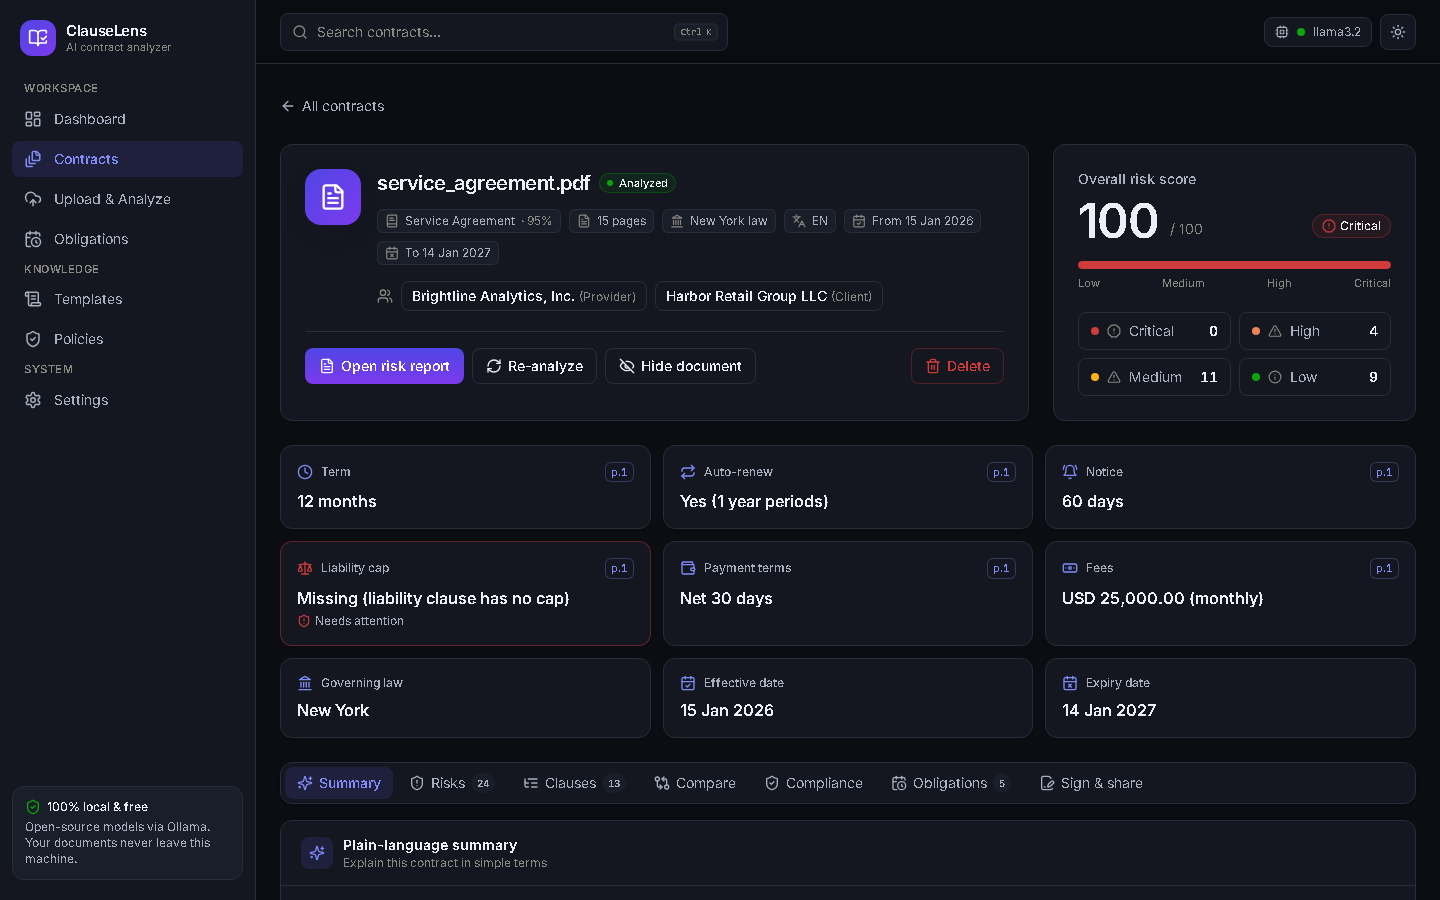 ClauseLens
AI contract analyzer
WORKSPACE
Dashboard
Contracts
Upload & Analyze
Obligations
KNOWLEDGE
Templates
Policies
SYSTEM
Settings
100% local & free
Open-source models via Ollama.
Your documents never leave this
machine.
Search contracts...
Ctrl K
llama3.2
All contracts
service_agreement.pdf
Analyzed
Service Agreement · 95%
15 pages
New York law
EN
From 15 Jan 2026
To 14 Jan 2027
Brightline Analytics, Inc. (Provider)
Harbor Retail Group LLC (Client)
Open risk report
Re-analyze
Hide document
Delete
Overall risk score
100 / 100
Critical
Low Medium High Critical
Critical 0
High 4
Medium 11
Low 9
Term p.1
12 months
Auto-renew p.1
Yes (1 year periods)
Notice p.1
60 days
Liability cap p.1
Missing (liability clause has no cap)
Needs attention
Payment terms p.1
Net 30 days
Fees p.1
USD 25,000.00 (monthly)
Governing law
New York
Effective date
15 Jan 2026
Expiry date
14 Jan 2027
Summary
Risks 24
Clauses 13
Compare
Compliance
Obligations 5
Sign & share
Plain-language summary
Explain this contract in simple terms